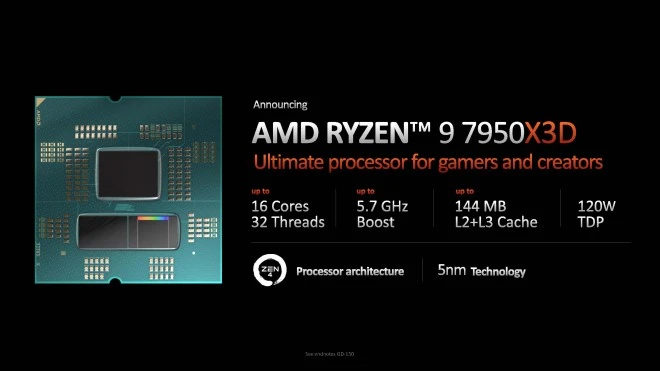 Announcing
AMD RYZEN™ 9 7950X3D
Ultimate processor for gamers and creators
up to
16 Cores
32 Threads
up to
5.7 GHz
Boost
up to
144 MB
L2+L3 Cache
120W
TDP
ZEN
4
Processor architecture
5nm Technology
See endnotes GD-150